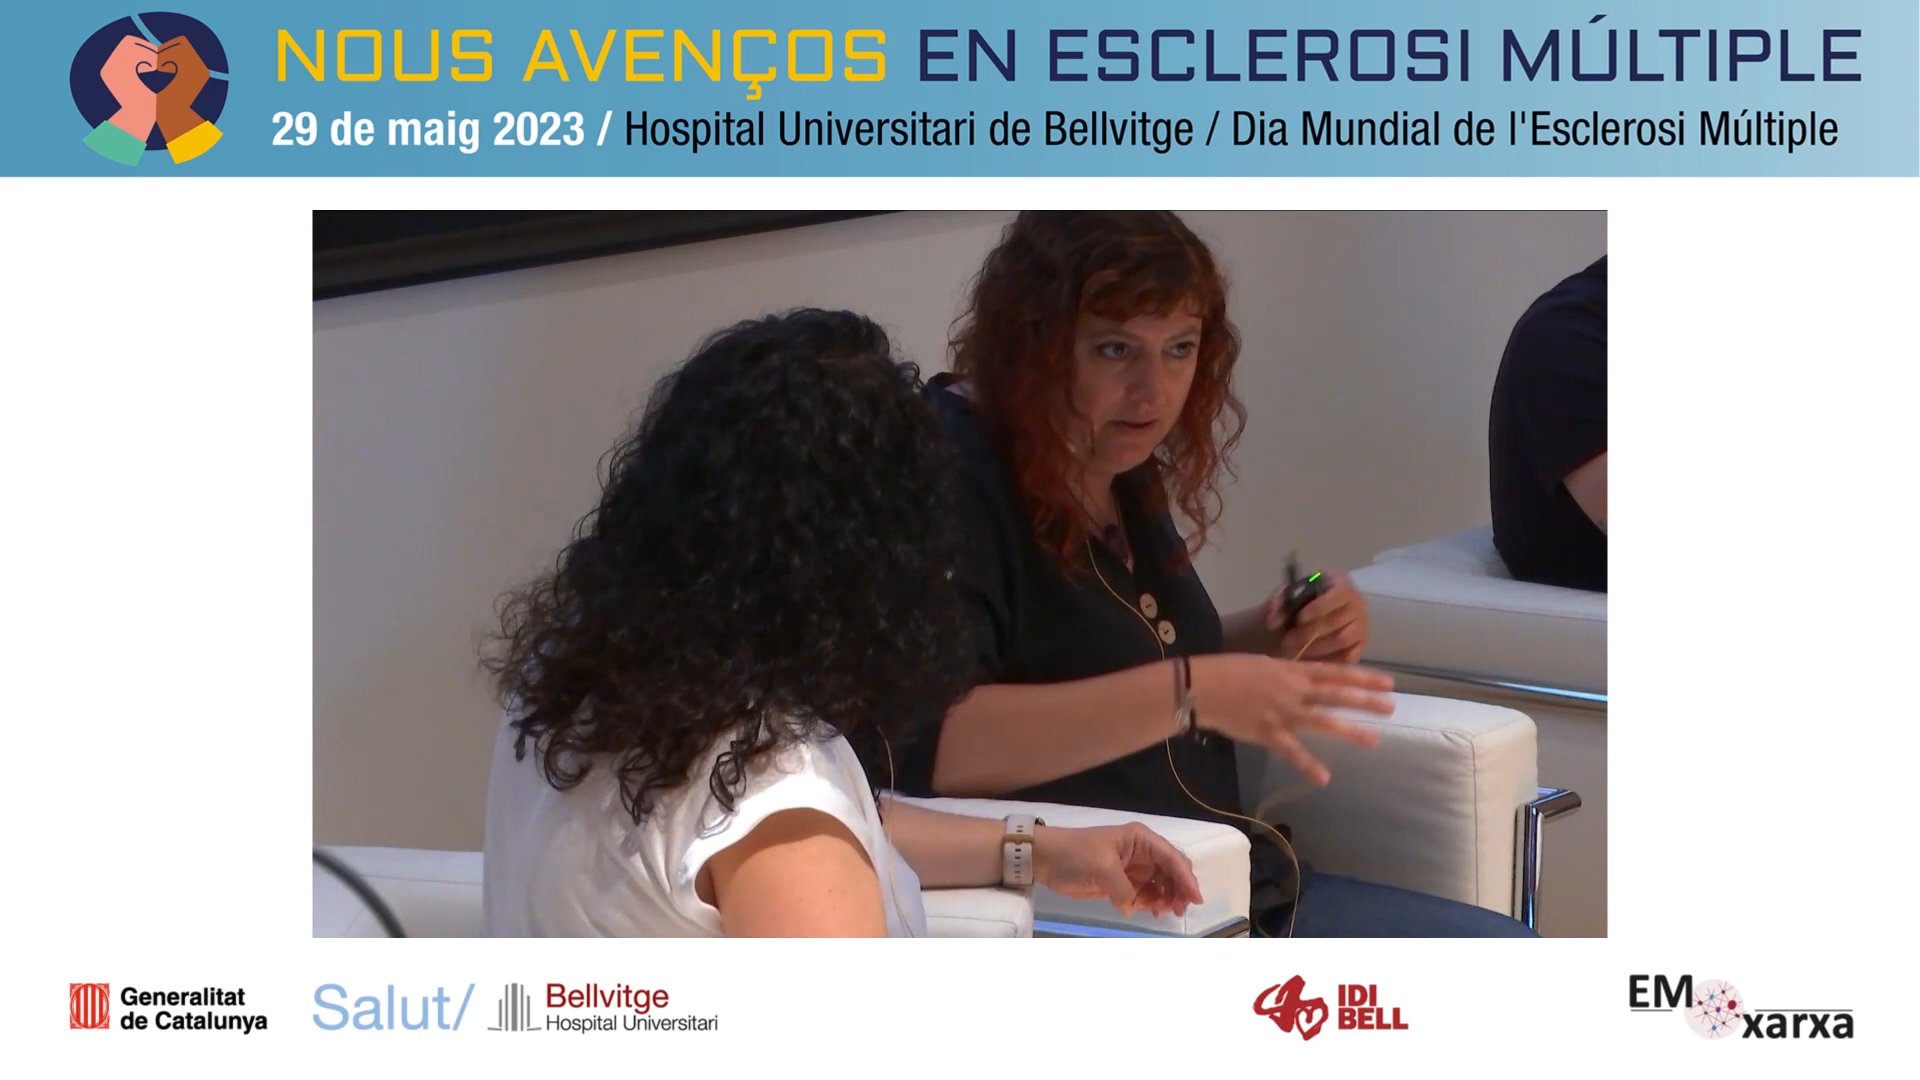 NOUS AVENÇOS EN ESCLEROSI MÚLTIPLE
29 de maig 2023 / Hospital Universitari de Bellvitge / Dia Mundial de l'Esclerosi Múltiple
Generalitat
de Catalunya
Salut/
Bellvitge
Hospital Universitari
IDI
BELL
EM
xarxa